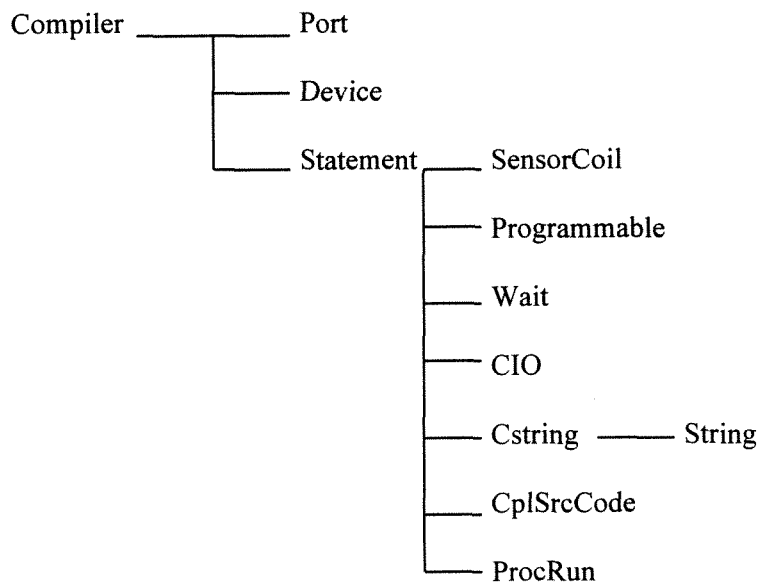 Compiler Port
Device
Statement SensorCoil
Programmable
Wait
CIO
Cstring String
CplSrcCode
ProcRun